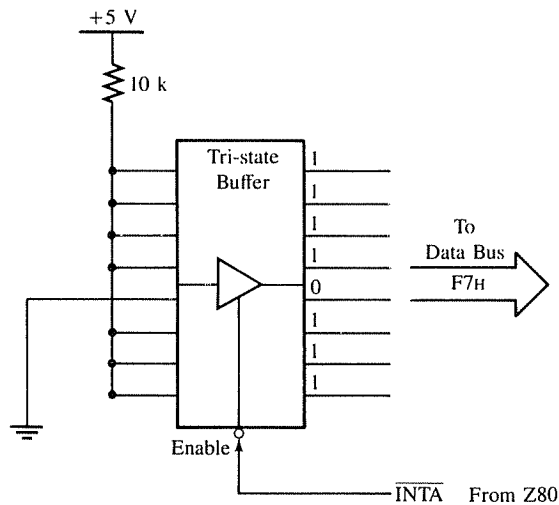 +5 V
10 k
Tri-state
Buffer
1
1
1
1
0
1
1
1
To
Data Bus
F7H
Enable
INTA From Z80